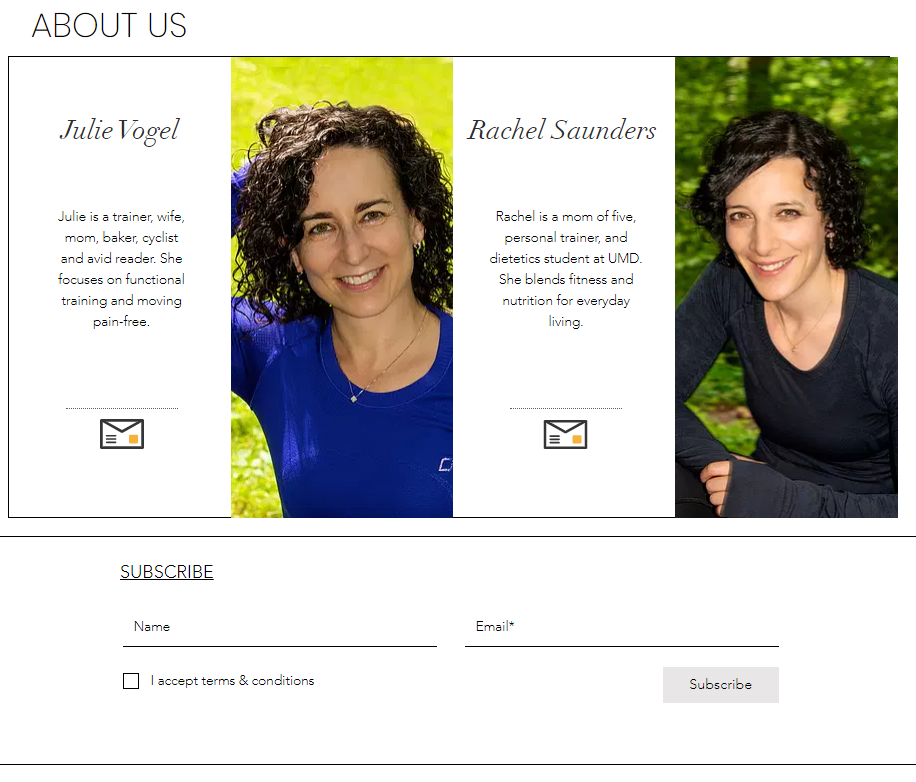 ABOUT US
Julie Vogel
Julie is a trainer, wife,
mom, baker, cyclist
and avid reader. She
focuses on functional
training and moving
pain-free.
Rachel Saunders
Rachel is a mom of five,
personal trainer, and
dietetics student at UMD.
She blends fitness and
nutrition for everyday
living.
SUBSCRIBE
Name
Email*
I accept terms & conditions
Subscribe